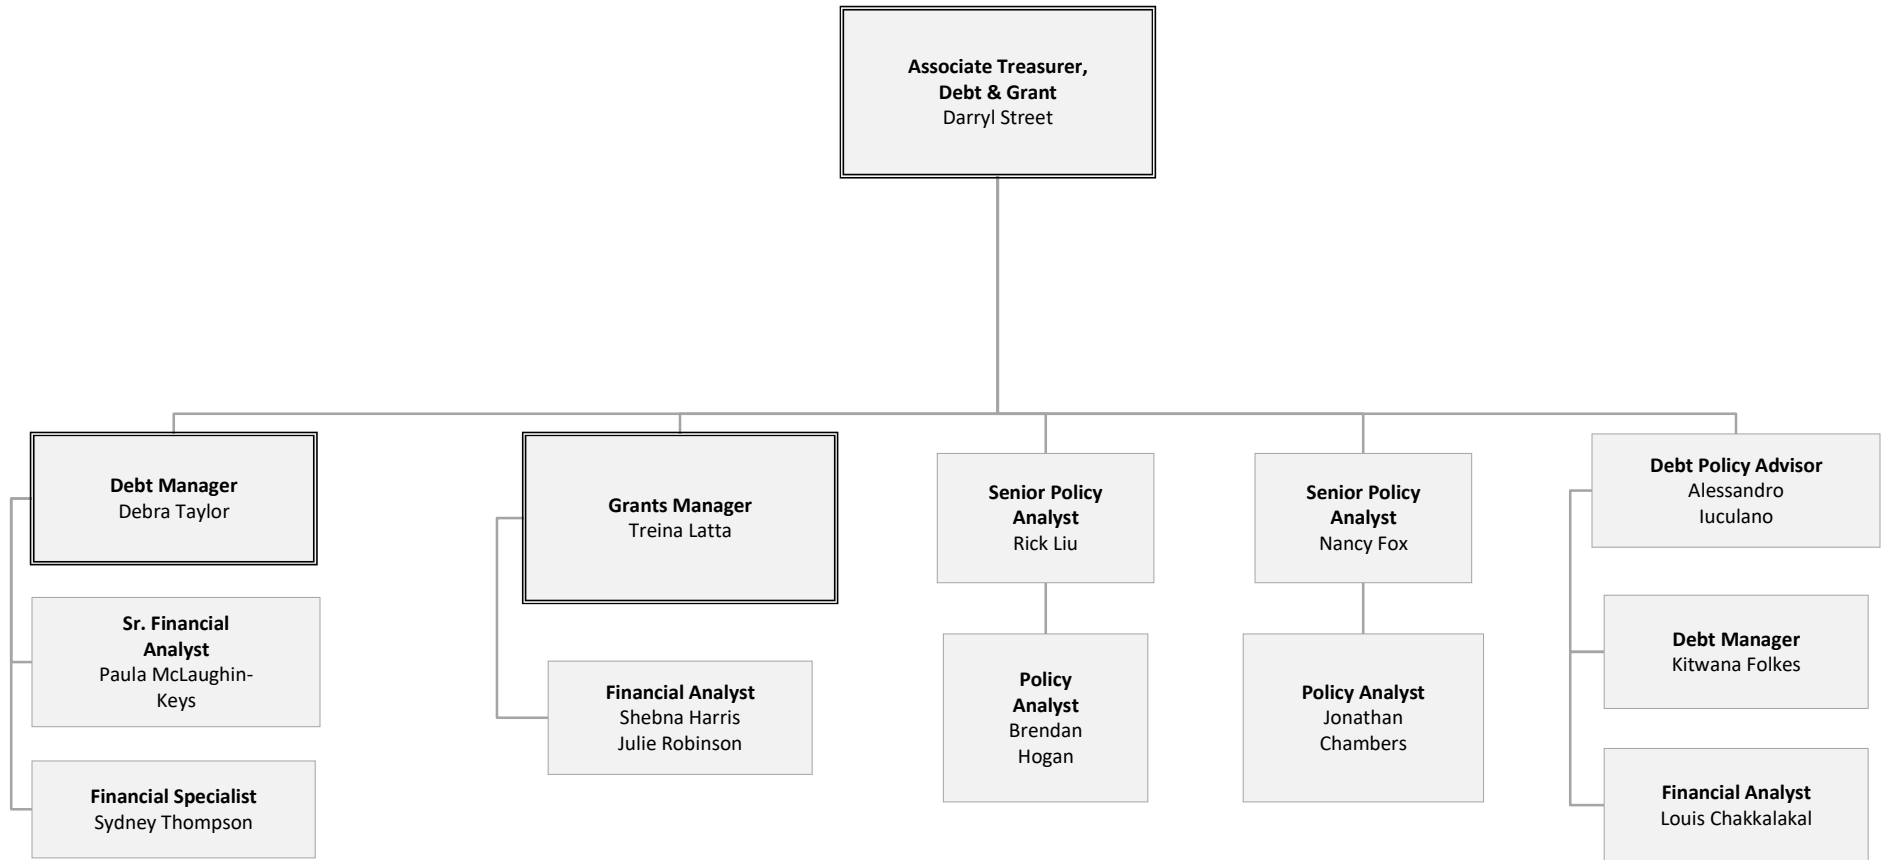 Associate Treasurer,
Debt & Grant
Darryl Street
Debt Manager
Debra Taylor
Grants Manager
Treina Latta
Senior Policy
Analyst
Rick Liu
Senior Policy
Analyst
Nancy Fox
Debt Policy Advisor
Alessandro
Iuculano
Sr. Financial
Analyst
Paula McLaughin-
Keys
Financial Analyst
Shebna Harris
Julie Robinson
Policy
Analyst
Brendan
Hogan
Policy Analyst
Jonathan
Chambers
Debt Manager
Kitwana Folkes
Financial Specialist
Sydney Thompson
Financial Analyst
Louis Chakkalakal